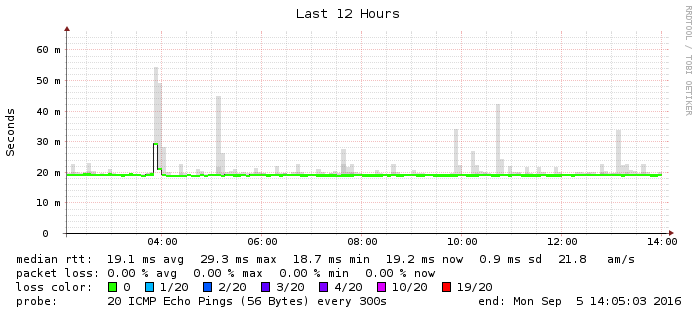 Last 12 Hours
RRDTOOL / TOBI OETIKER
Seconds
60 m
50 m
40 m
30 m
20 m
10 m
0
04:00 06:00 08:00 10:00 12:00 14:00
median rtt: 19.1 ms avg 29.3 ms max 18.7 ms min 19.2 ms now 0.9 ms sd 21.8 am/s
packet loss: 0.00 % avg 0.00 % max 0.00 % min 0.00 % now
loss color: 0 1/20 2/20 3/20 4/20 10/20 19/20
probe: 20 ICMP Echo Pings (56 Bytes) every 300s end: Mon Sep 5 14:05:03 2016